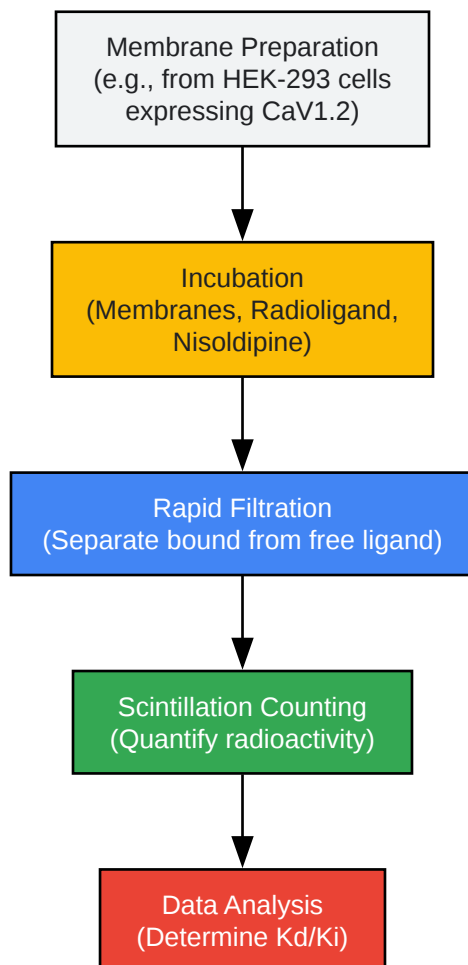 Membrane Preparation
(e.g., from HEK-293 cells
expressing CaV1.2)
Incubation
(Membranes, Radioligand,
Nisoldipine)
Rapid Filtration
(Separate bound from free ligand)
Scintillation Counting
(Quantify radioactivity)
Data Analysis
(Determine Kd/Ki)